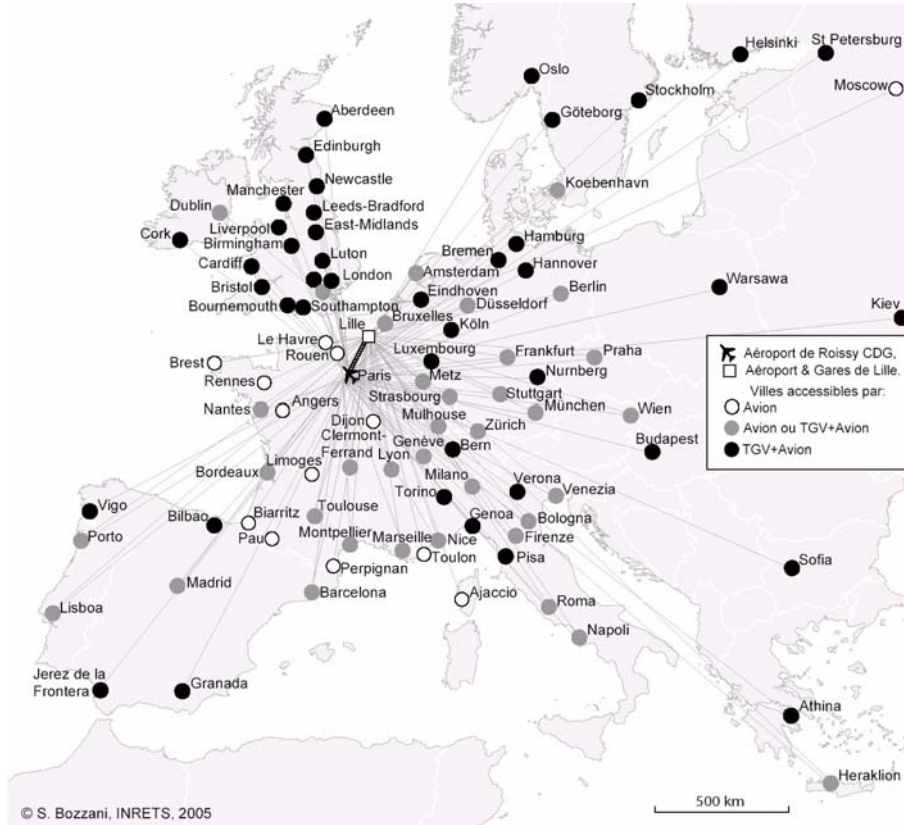 Helsinki
St Petersburg
Oslo
Moscow
Stockholm
Aberdeen
Göteborg
Edinburgh
Newcastle
Koebenhavn
Manchester
Dublin
Leeds-Bradford
Liverpool
East-Midlands
Cork
Birmingham
Hamburg
Bremen
Luton
Cardiff
London
Amsterdam
Hannover
Bristol
Eindhoven
Berlin
Warsawa
Bournemouth
Southampton
Düsseldorf
Bruxelles
Kiev
Lille
Köln
Le Havre
Rouen
Luxembourg
Brest
Frankfurt
Praha
Paris
Metz
Nurnberg
Rennes
Strasbourg
Stuttgart
Nantes
Angers
München
Wien
Dijon
Mulhouse
Zürich
Clermont-
Ferrand
Genève
Bern
Budapest
Limoges
Lyon
Bordeaux
Milano
Verona
Venezia
Torino
Vigo
Toulouse
Genoa
Bologna
Bilbao
Biarritz
Porto
Montpellier
Marseille
Nice
Firenze
Pau
Toulon
Pisa
Perpignan
Sofia
Madrid
Barcelona
Ajaccio
Roma
Lisboa
Napoli
Jerez de la
Frontera
Granada
Athina
Heraklion
Aéroport de Roissy CDG,
Aéroport & Gares de Lille.
Villes accessibles par:
Avion
Avion ou TGV+Avion
TGV+Avion
© S. Bozzani, INRETS, 2005
500 km